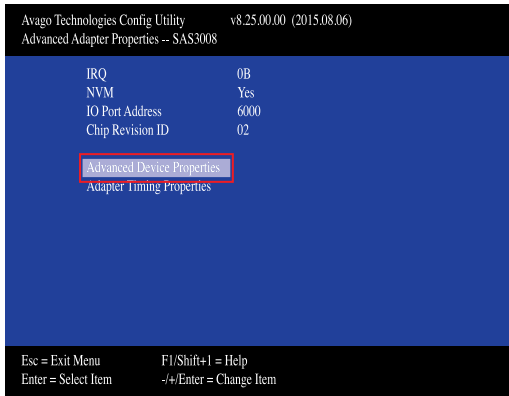 Avago Technologies Config Utility v8.25.00.00 (2015.08.06)
Advanced Adapter Properties -- SAS3008
IRQ 0B
NVM Yes
IO Port Address 6000
Chip Revision ID 02
Advanced Device Properties
Adapter Timing Properties
Esc = Exit Menu F1/Shift+1 = Help
Enter = Select Item -/+/Enter = Change Item